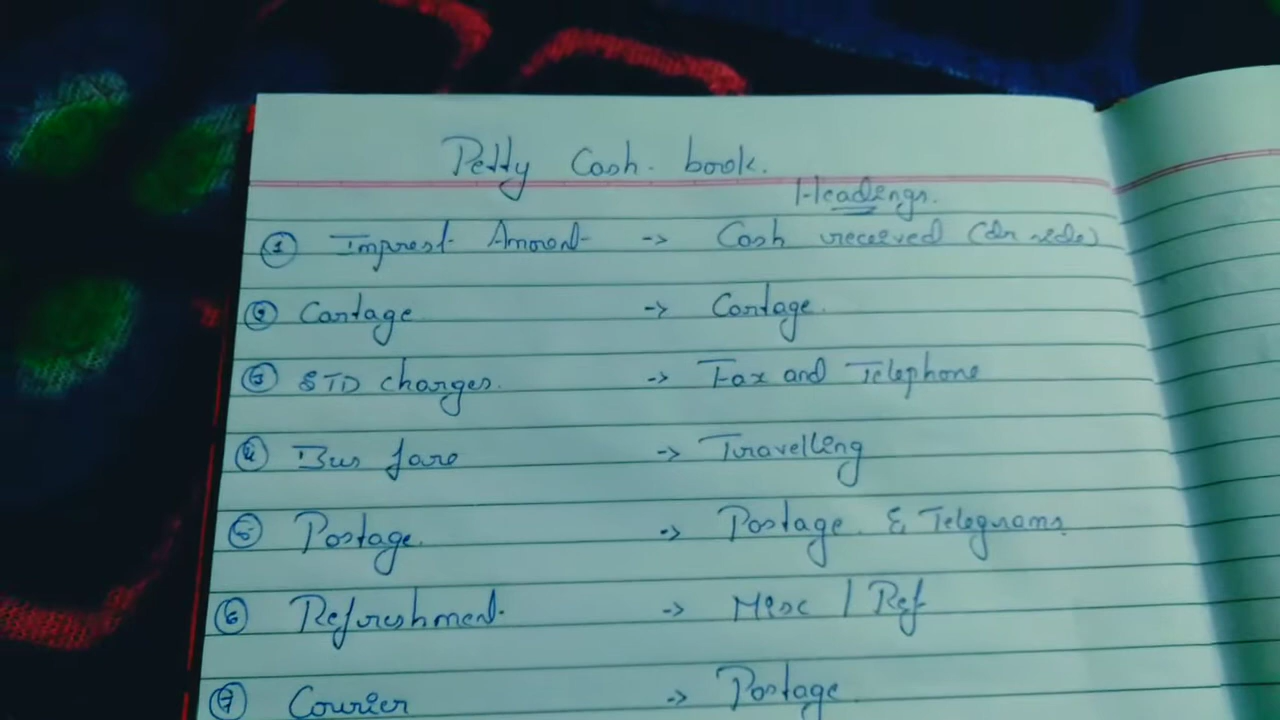 Petty Cash book.
Headings.
① Imprest Amount -> Cash received (dr side)
② Cartage -> Cartage.
③ STD charges. -> Fax and Telephone
④ Bus fare -> Travelling
⑤ Postage. -> Postage & Telegrams.
⑥ Refreshment. -> Misc / Ref
⑦ Courier -> Postage